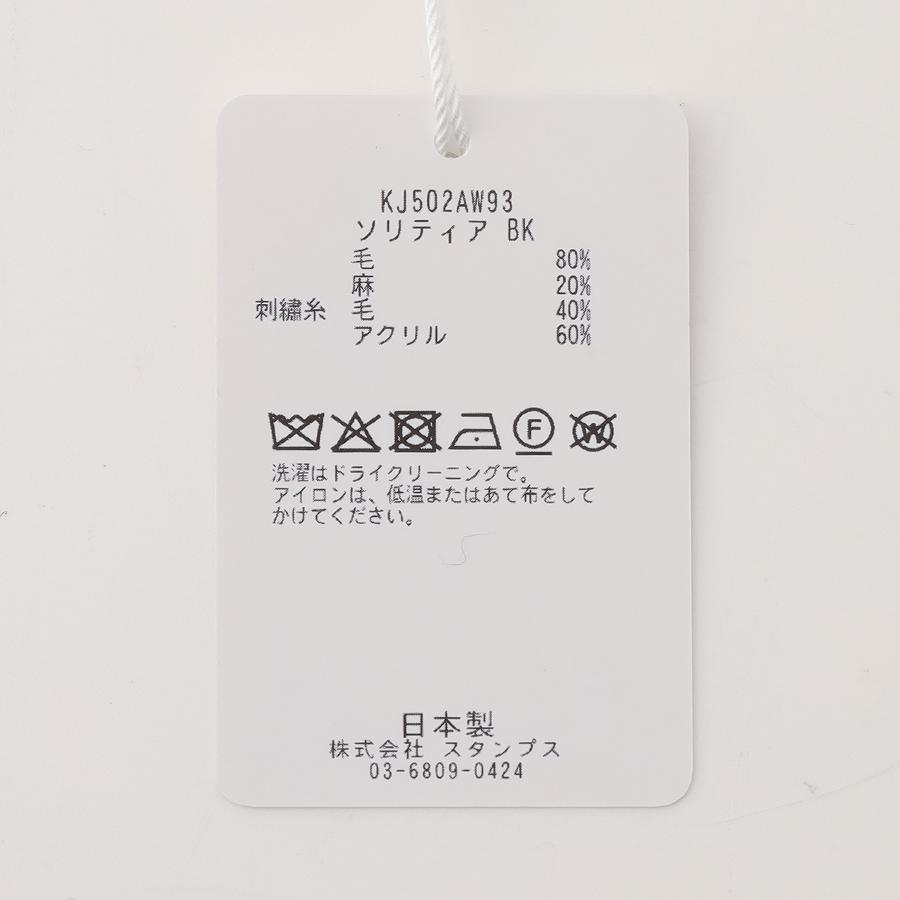 KJ502AW93
ソリティア BK
毛 80%
麻 20%
刺繍糸 毛 40%
アクリル 60%
F W
洗濯はドライクリーニングで。
アイロンは、低温またはあて布をして
かけてください。
日本製
株式会社 スタンプス
03-6809-0424